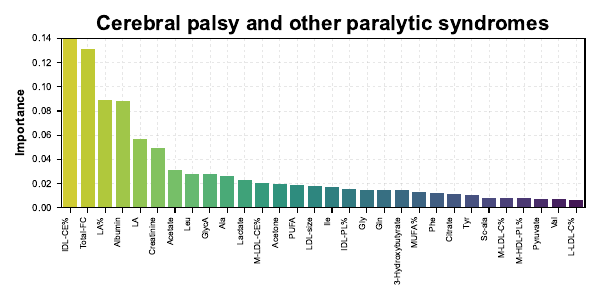 Cerebral palsy and other paralytic syndromes
Importance
0.14
0.12
0.10
0.08
0.06
0.04
0.02
0.00
IDL-CE%
Total-FC
LA%
Albumin
LA
Creatinine
Acetate
Leu
GlycA
Ala
Lactate
M-LDL-CE%
Acetone
PUFA
LDL-size
Ile
IDL-PL%
Gly
Gln
3-Hydroxybutyrate
MUFA%
Phe
Citrate
Tyr
M-LDL-C%
M-HDL-PL%
Pyruvate
Val
L-LDL-C%